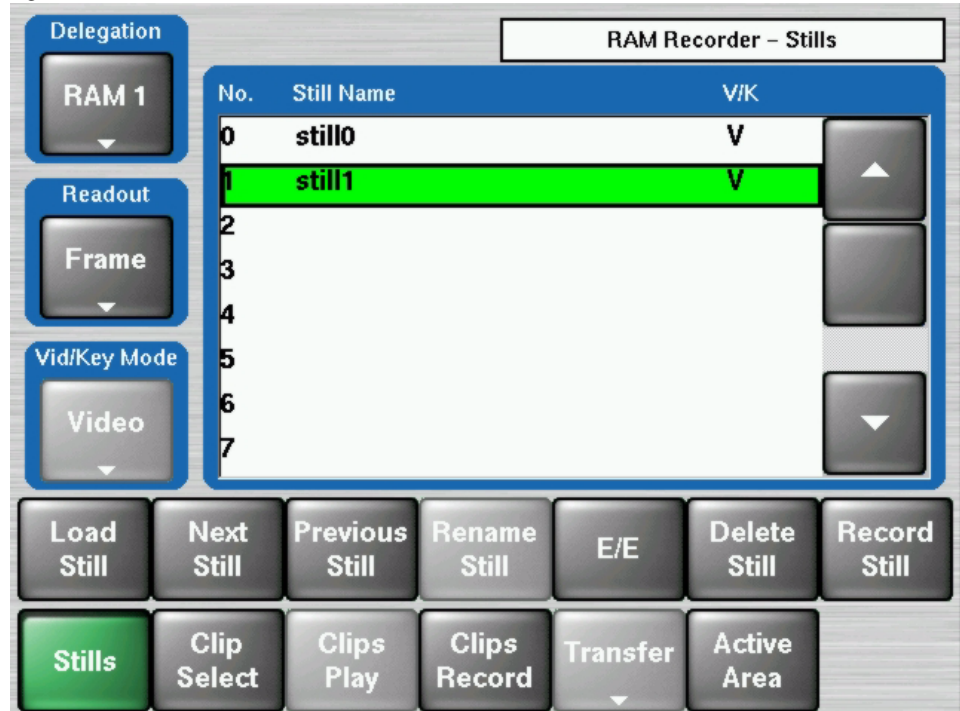 Delegation
RAM Recorder – Stills
RAM 1
No. Still Name V/K
0 still0 V
1 still1 V
Readout
2
Frame
3
4
Vid/Key Mode
5
6
Video
7
Load Next Previous Rename E/E Delete Record
Still Still Still Still Still Still
Stills Clip Clips Clips Transfer Active
Select Play Record Area